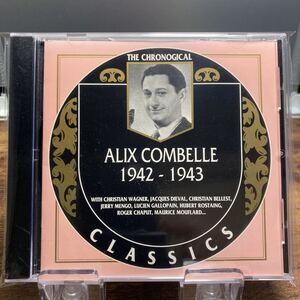 THE CHRONOGICAL
ALIX COMBELLE
1942 - 1943
WITH CHRISTIAN WAGNER, JACQUES DIEVAL, CHRISTIAN BELLEST,
JERRY MENGO, LUCIEN GALLOPAIN, HUBERT ROSTAING,
ROGER CHAPUT, MAURICE MOUFLARD...
CLASSICS